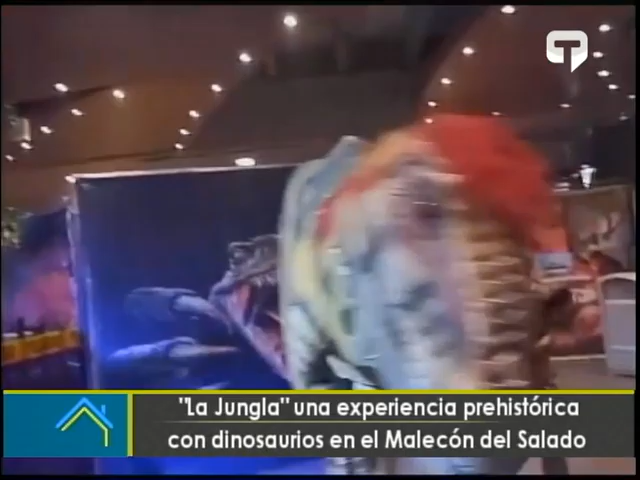 "La Jungla" una experiencia prehistórica
con dinosaurios en el Malecón del Salado